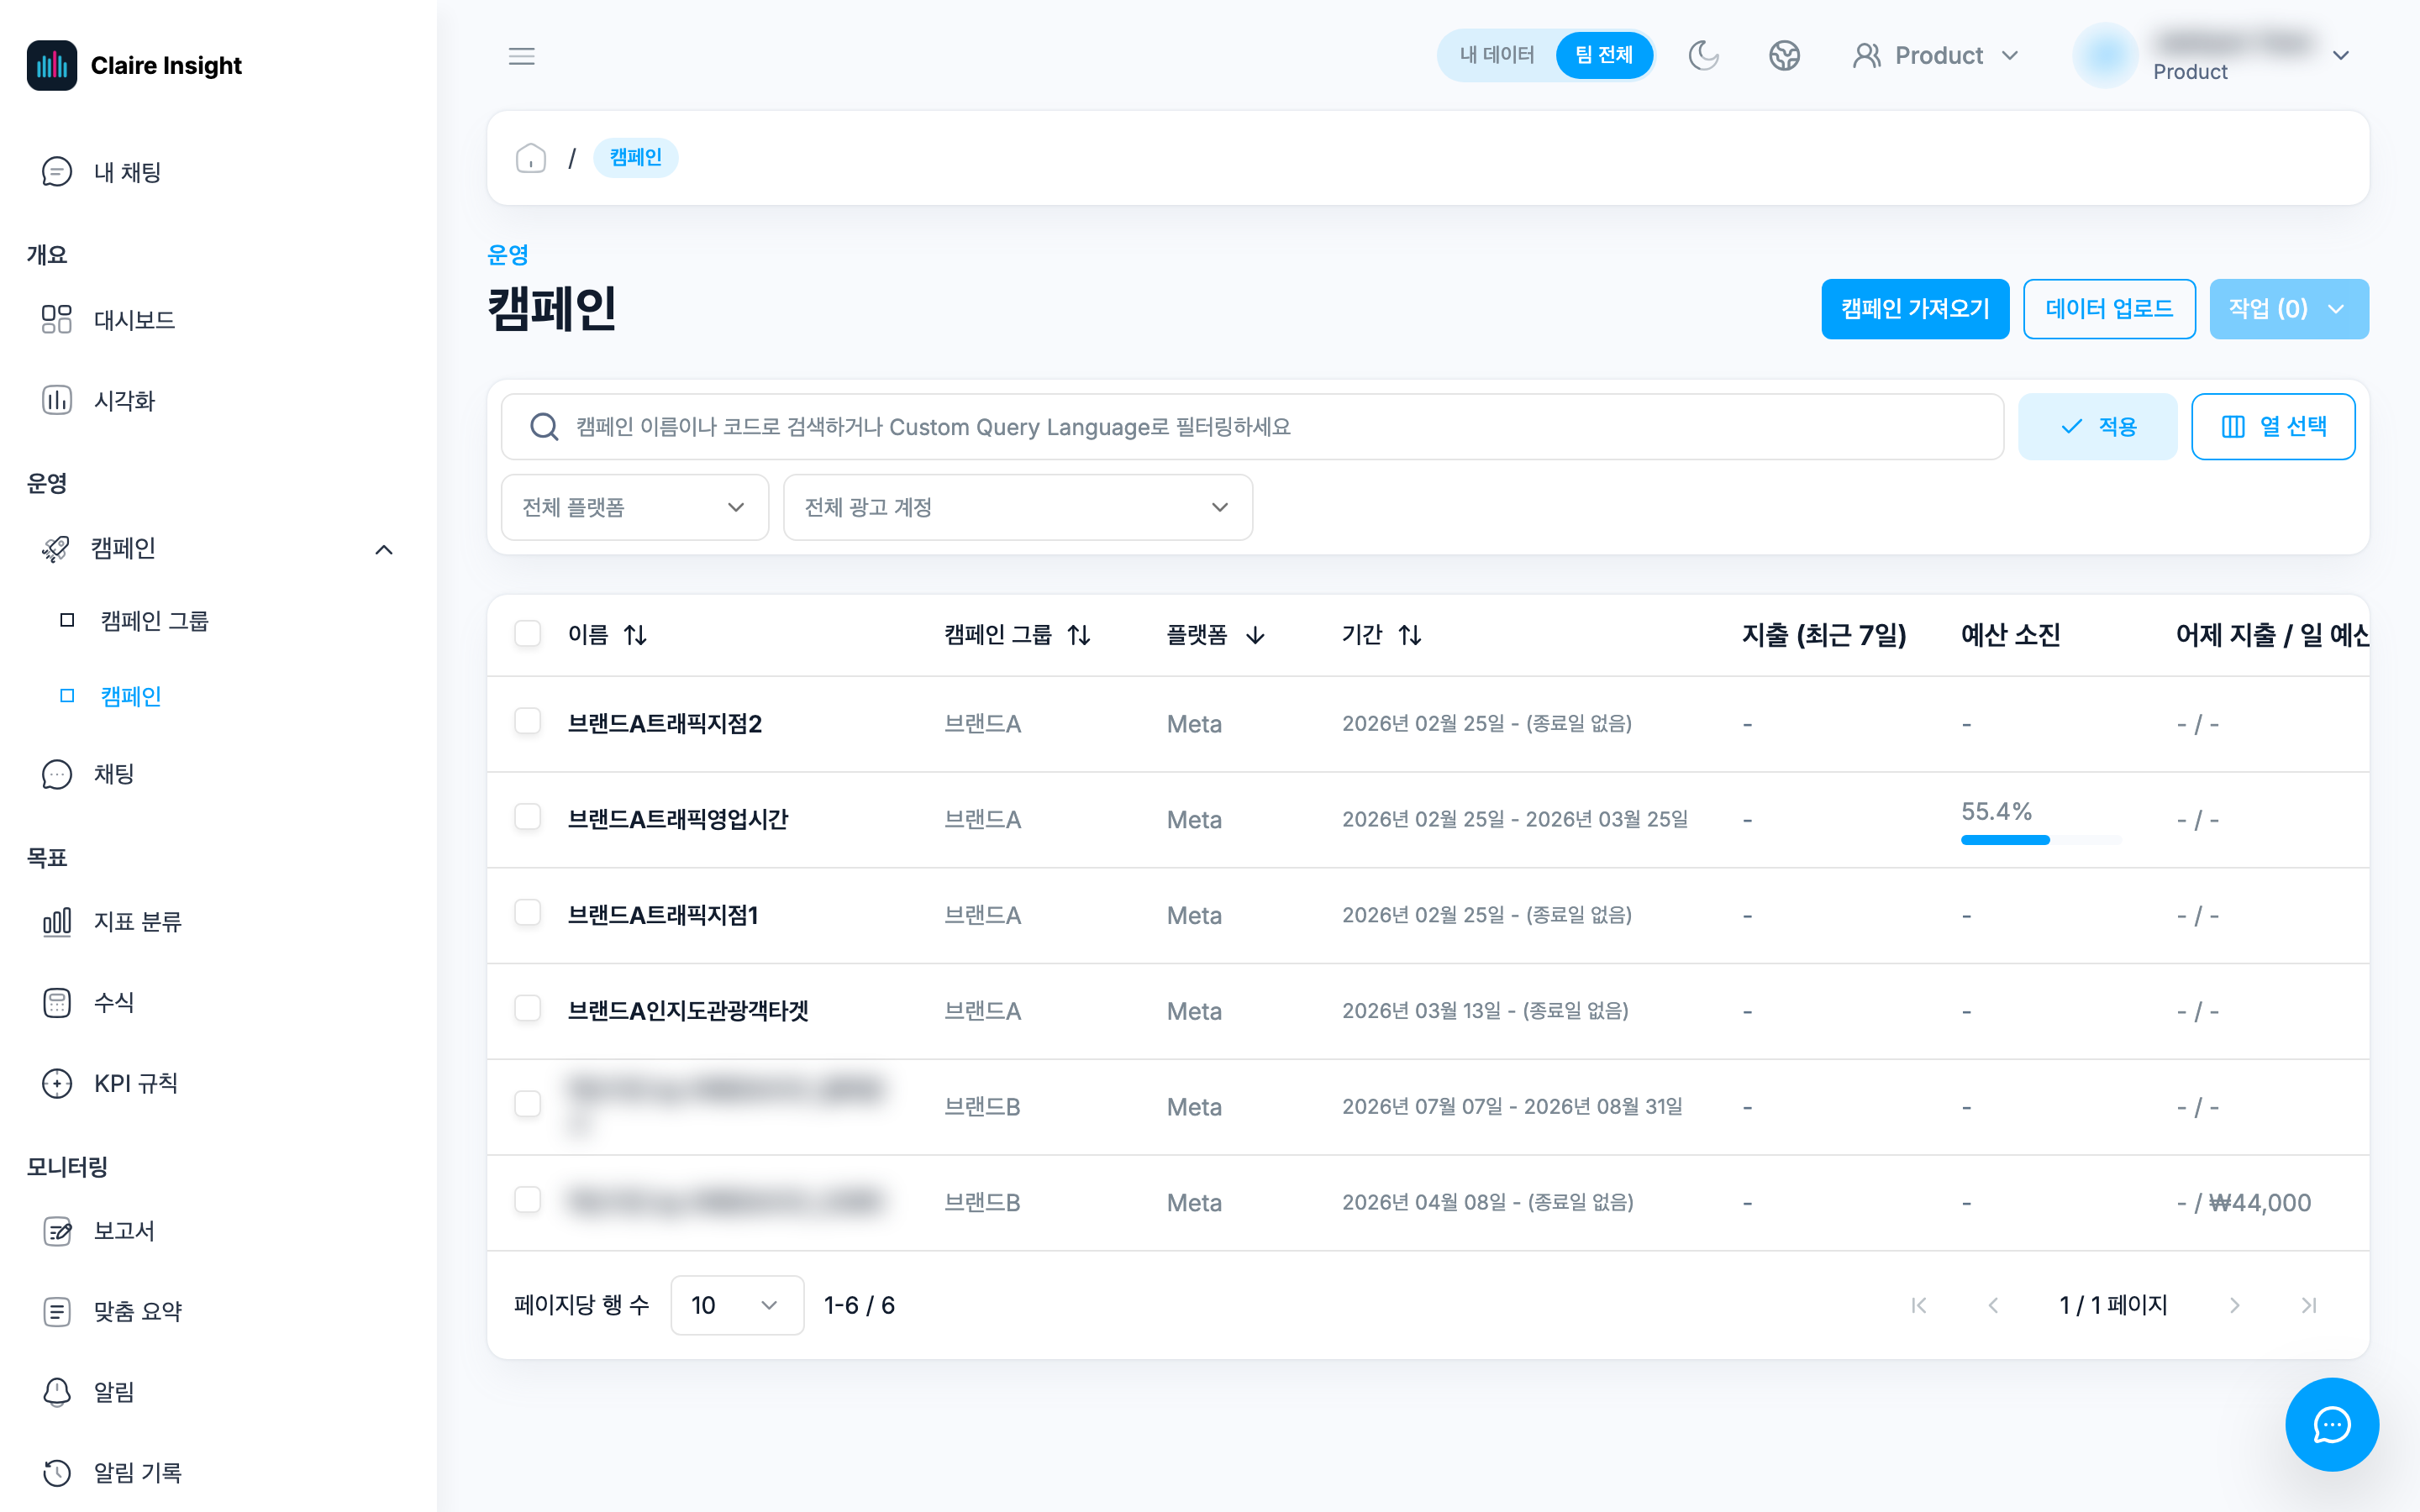 Claire Insight
내 채팅
개요
대시보드
시각화
운영
캠페인
캠페인 그룹
캠페인
채팅
목표
지표 분류
수식
KPI 규칙
모니터링
보고서
맞춤 요약
알림
알림 기록
내 데이터 팀 전체 Product
Product
/ 캠페인
운영
캠페인
캠페인 가져오기 데이터 업로드 작업 (0)
캠페인 이름이나 코드로 검색하거나 Custom Query Language로 필터링하세요 적용 열 선택
전체 플랫폼 전체 광고 계정
이름 캠페인 그룹 플랫폼 기간 지출 (최근 7일) 예산 소진 어제 지출 / 일 예산
브랜드A트래픽지점2 브랜드A Meta 2026년 02월 25일 - (종료일 없음) - - - / -
브랜드A트래픽영업시간 브랜드A Meta 2026년 02월 25일 - 2026년 03월 25일 - 55.4% - / -
브랜드A트래픽지점1 브랜드A Meta 2026년 02월 25일 - (종료일 없음) - - - / -
브랜드A인지도관광객타겟 브랜드A Meta 2026년 03월 13일 - (종료일 없음) - - - / -
브랜드B Meta 2026년 07월 07일 - 2026년 08월 31일 - - - / -
브랜드B Meta 2026년 04월 08일 - (종료일 없음) - - - / ₩44,000
페이지당 행 수 10 1-6 / 6 1 / 1 페이지